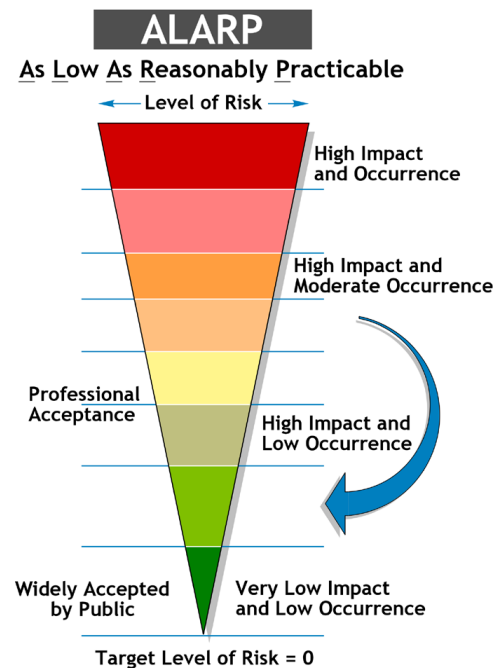 ALARP
As Low As Reasonably Practicable
Level of Risk
High Impact
and Occurrence
High Impact and
Moderate Occurrence
Professional
Acceptance
High Impact and
Low Occurrence
Widely Accepted
by Public
Very Low Impact
and Low Occurrence
Target Level of Risk = 0